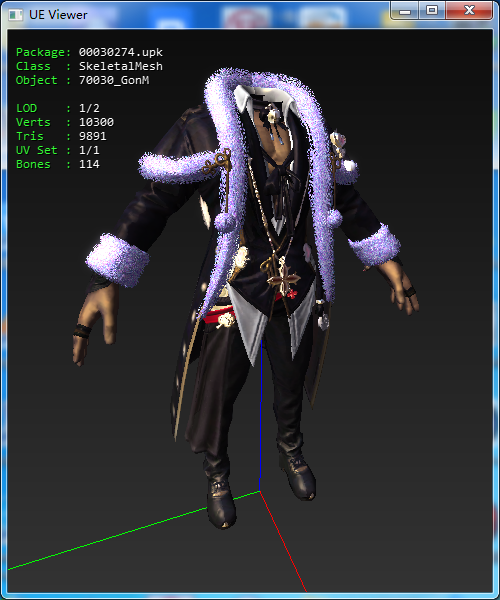 UE Viewer
Package: 00030274.upk
Class : SkeletalMesh
Object : 70030_GonM
LOD : 1/2
Verts : 10300
Tris : 9891
UV Set : 1/1
Bones : 114